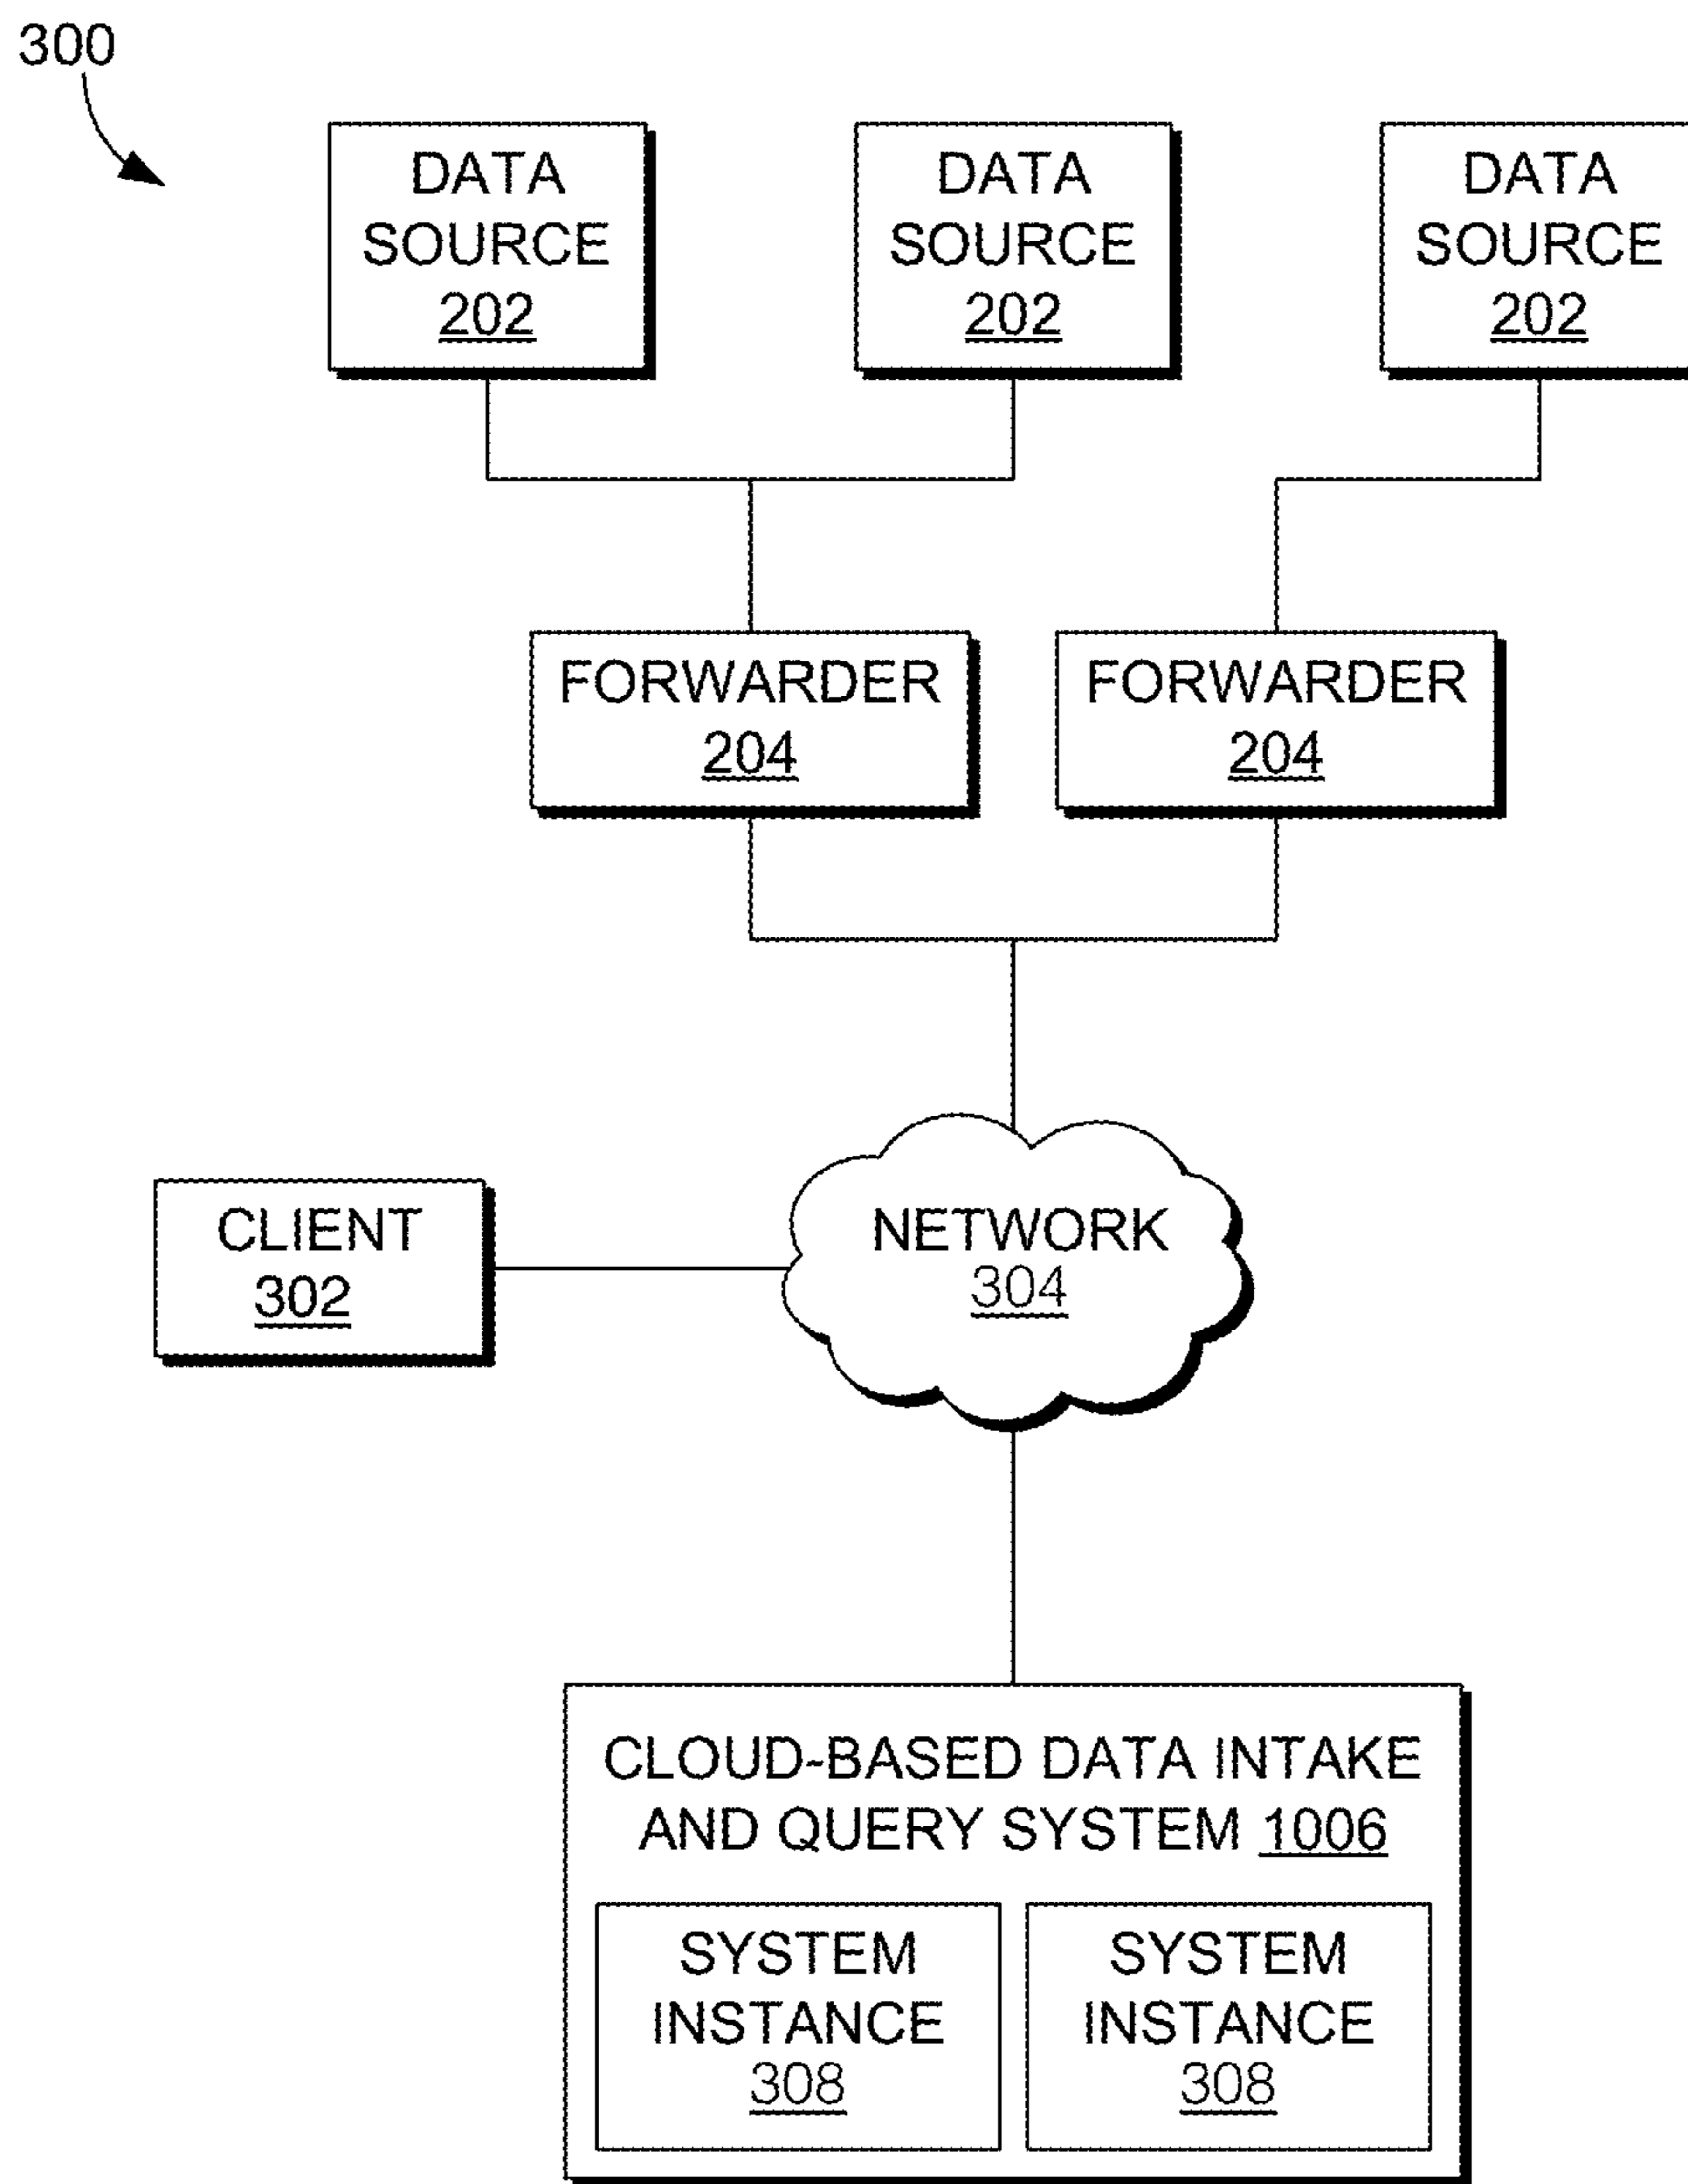 300
DATA
SOURCE
202
DATA
SOURCE
202
DATA
SOURCE
202
FORWARDER
204
FORWARDER
204
CLIENT
302
NETWORK
304
CLOUD-BASED DATA INTAKE
AND QUERY SYSTEM 1006
SYSTEM
INSTANCE
308
SYSTEM
INSTANCE
308